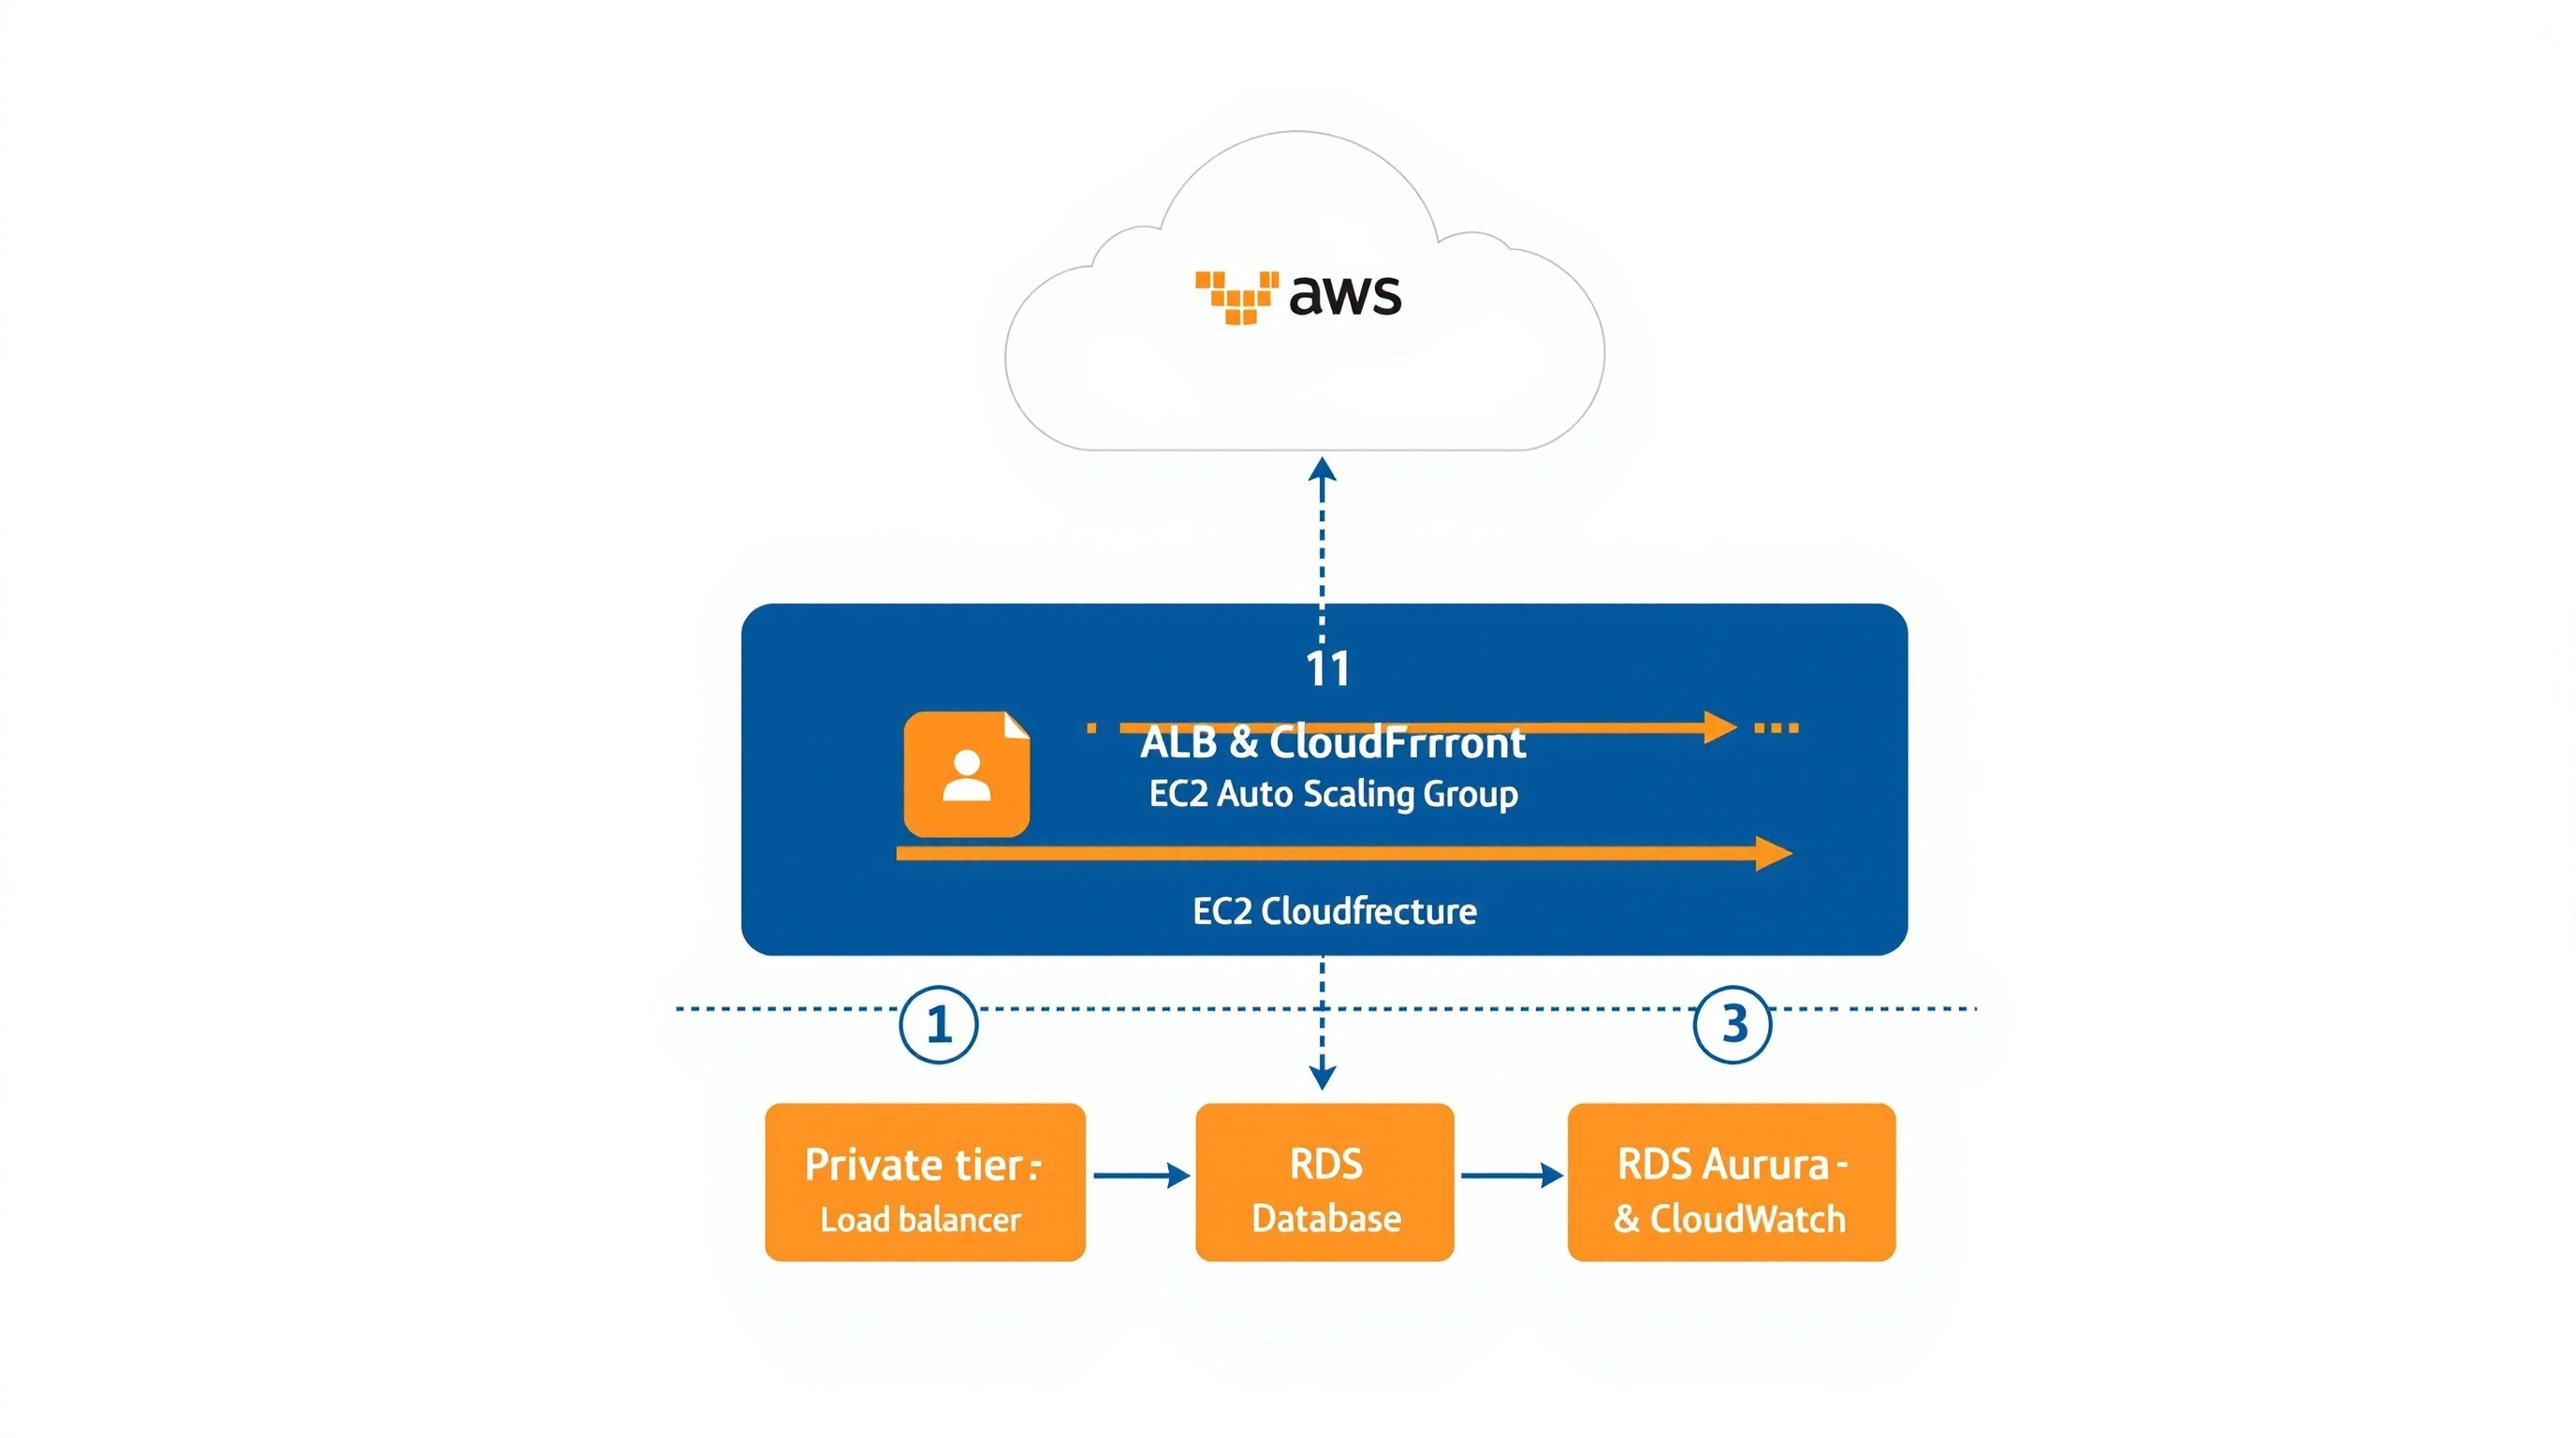 aws
11
ALB & CloudFrrront
EC2 Auto Scaling Group
EC2 Cloudfrecture
1
3
Private tier:-
Load balancer
RDS
Database
RDS Aurura-
& CloudWatch